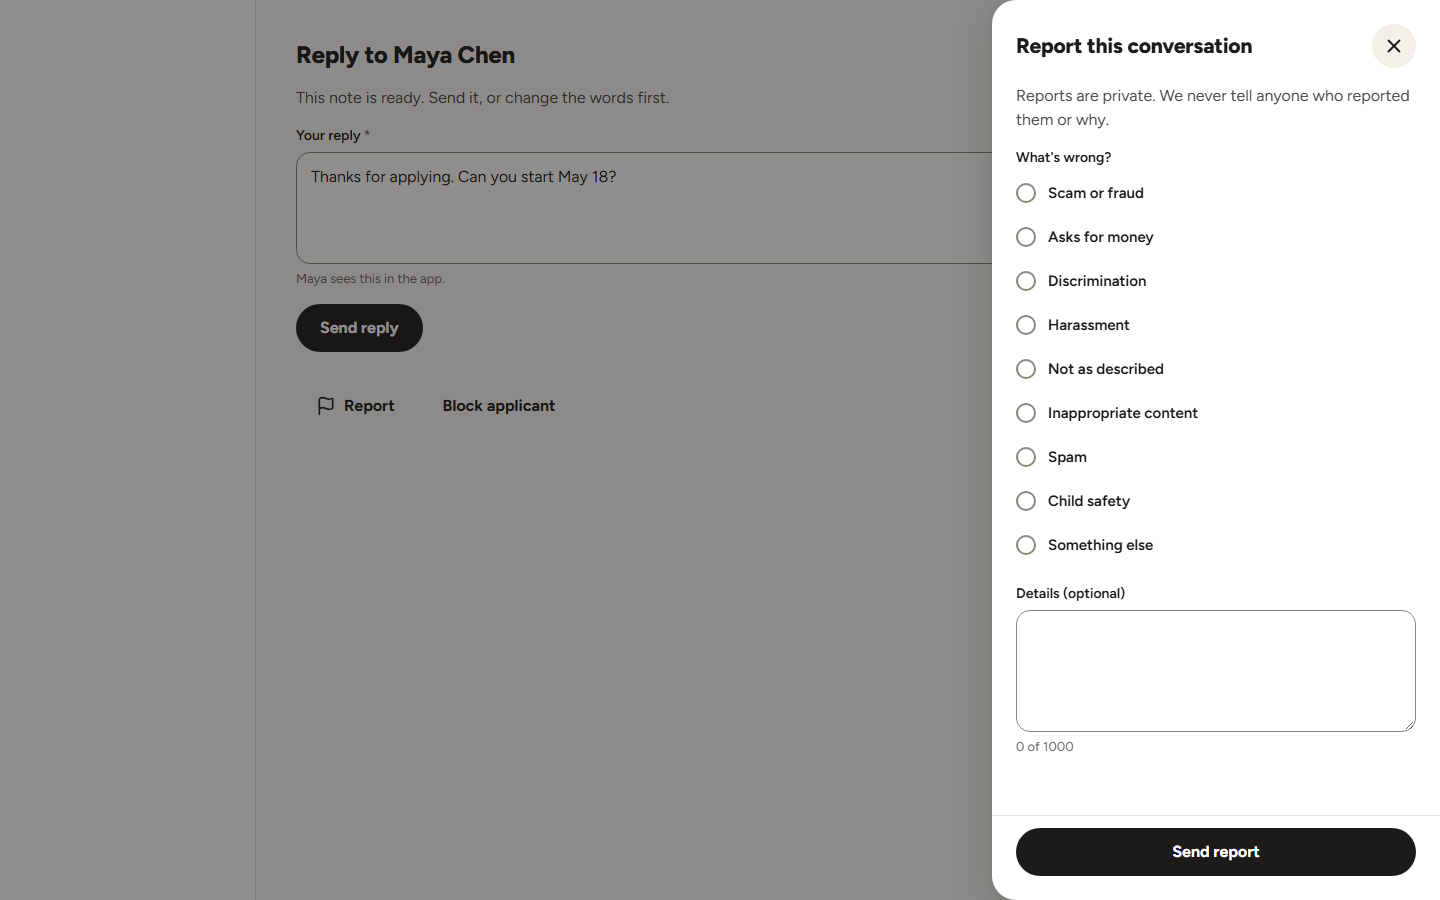 Reply to Maya Chen
This note is ready. Send it, or change the words first.
Your reply *
Thanks for applying. Can you start May 18?
Maya sees this in the app.
Send reply
Report
Block applicant
Report this conversation
Reports are private. We never tell anyone who reported
them or why.
What's wrong?
Scam or fraud
Asks for money
Discrimination
Harassment
Not as described
Inappropriate content
Spam
Child safety
Something else
Details (optional)
0 of 1000
Send report